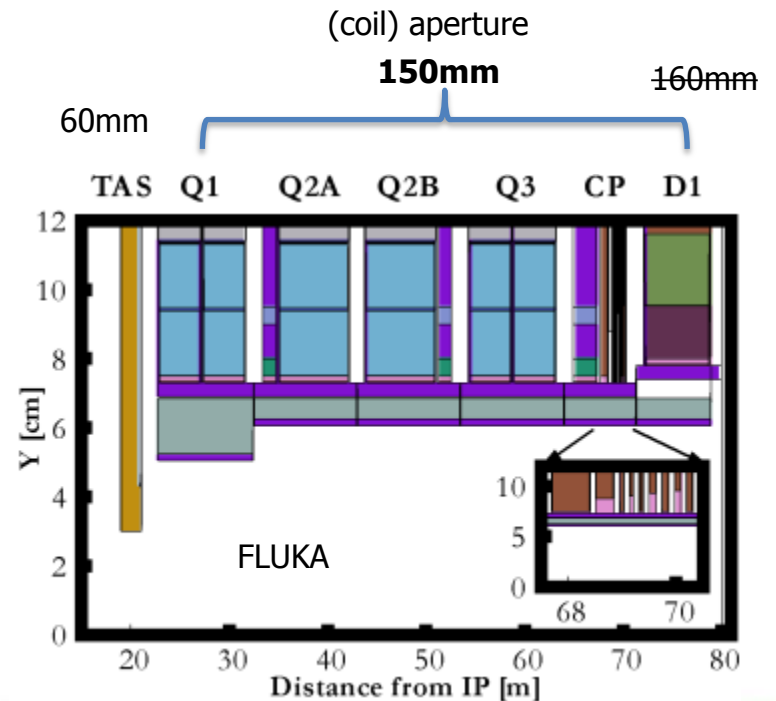 (coil) aperture
150mm
160mm
60mm
TAS Q1 Q2A Q2B Q3 CP D1
12
10
8
6
4
2
0
Y [cm]
FLUKA
10
5
0
68 70
20 30 40 50 60 70 80
Distance from IP [m]